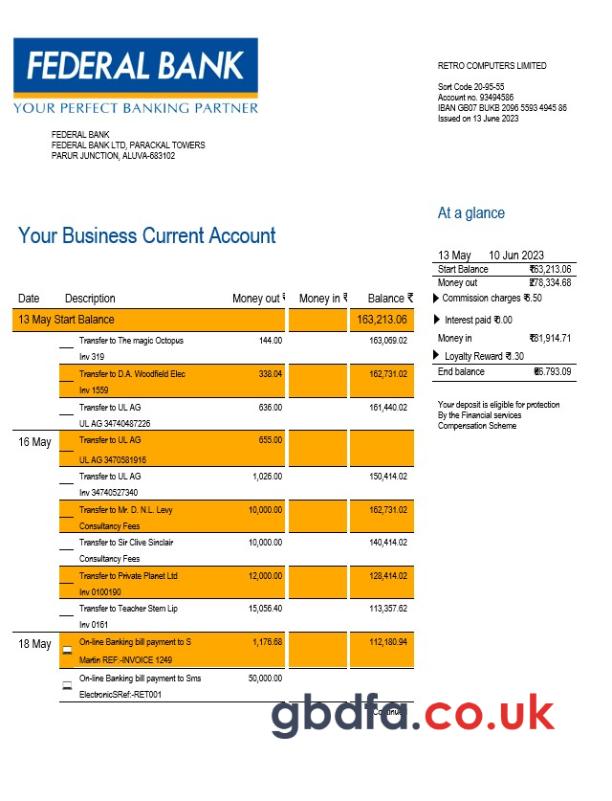 FEDERAL BANK
YOUR PERFECT BANKING PARTNER
FEDERAL BANK
FEDERAL BANK LTD, PARACKAL TOWERS
PARUR JUNCTION, ALUVA-683102
RETRO COMPUTERS LIMITED
Sort Code 20-95-55
Account no. 93494586
IBAN GB07 BUKB 2096 5593 4945 86
Issued on 13 June 2023
Your Business Current Account
At a glance
13 May 10 Jun 2023
Start Balance ₹63,213.06
Money out ₹278,334.68
Commission charges ₹6.50
Interest paid ₹0.00
Money in ₹81,914.71
Loyalty Reward ₹1.30
End balance ₹66.793.09
Your deposit is eligible for protection
By the Financial services
Compensation Scheme
Date Description Money out ₹ Money in ₹ Balance ₹
13 May Start Balance 163,213.06
Transfer to The magic Octopus 144.00 163,069.02
Inv 319
Transfer to D.A. Woodfield Elec 338.04 162,731.02
Inv 1559
Transfer to UL AG 636.00 161,440.02
UL AG 34740487226
16 May Transfer to UL AG 655.00
UL AG 3470581916
Transfer to UL AG 1,026.00 150,414.02
Inv 34740527340
Transfer to Mr. D. N.L. Levy 10,000.00 162,731.02
Consultancy Fees
Transfer to Sir Clive Sinclair 10,000.00 140,414.02
Consultancy Fees
Transfer to Private Planet Ltd 12,000.00 128,414.02
Inv 0100190
Transfer to Teacher Stem Lip 15,056.40 113,357.62
Inv 0161
18 May On-line Banking bill payment to S 1,176.68 112,180.94
Martin REF:-INVOICE 1249
On-line Banking bill payment to Sms 50,000.00
ElectronicSRef:-RET001
gbdfa.co.uk